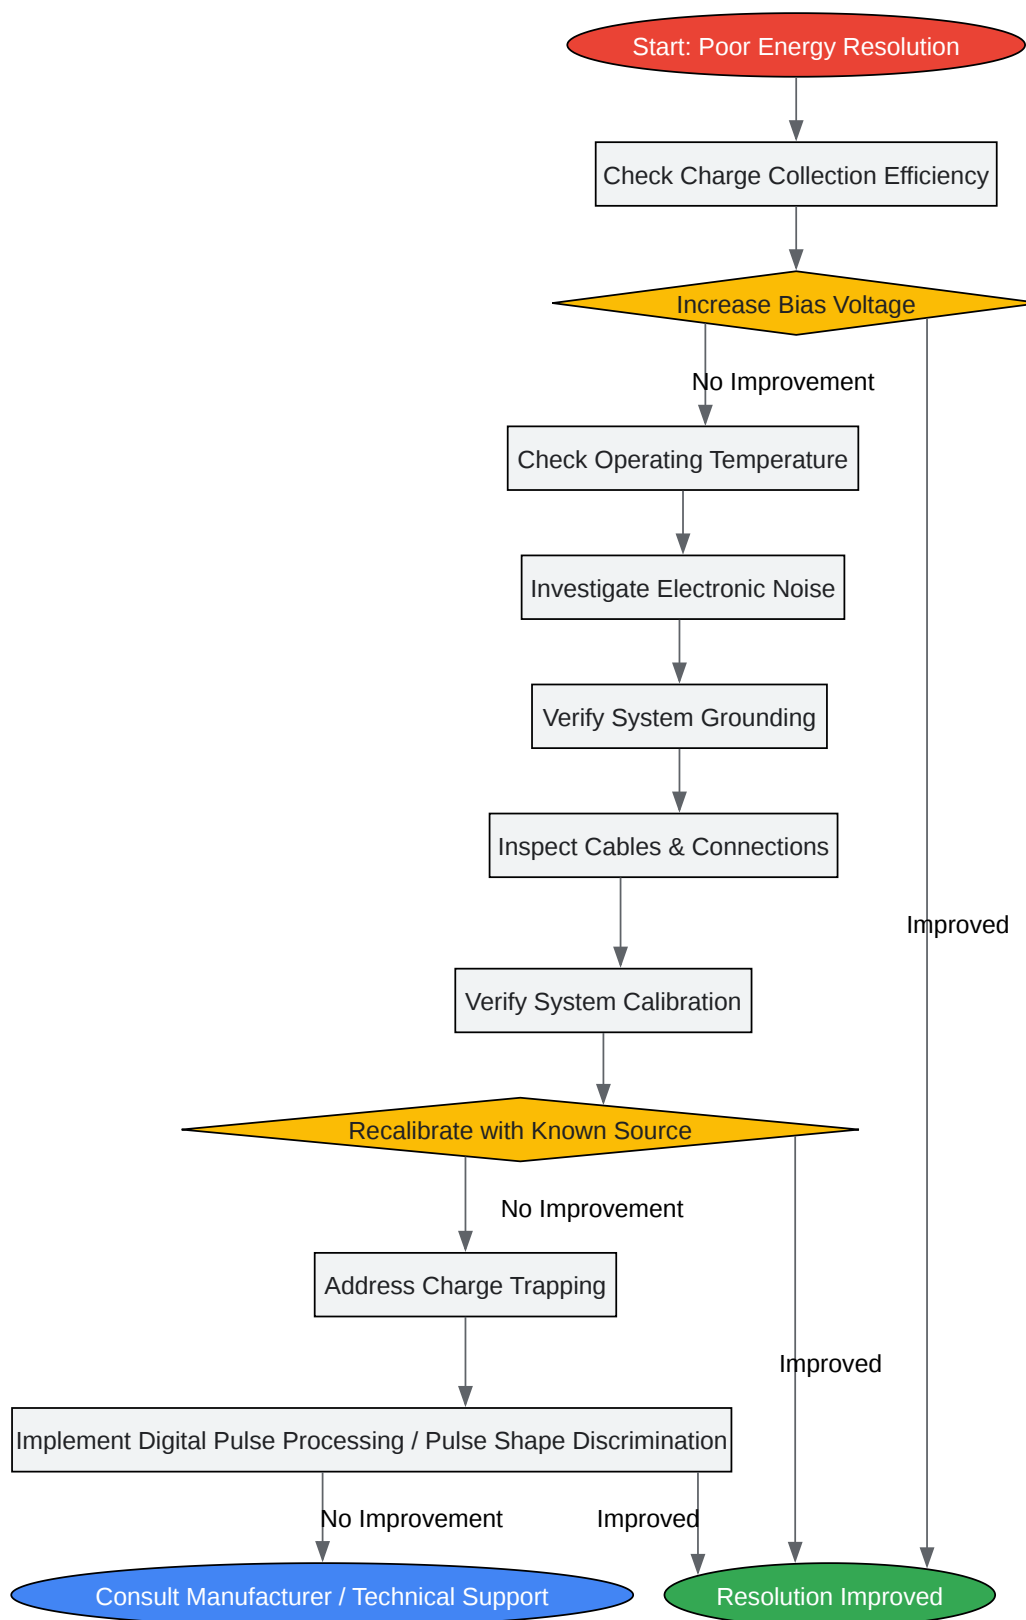 Start: Poor Energy Resolution
Check Charge Collection Efficiency
Increase Bias Voltage
No Improvement
Check Operating Temperature
Investigate Electronic Noise
Verify System Grounding
Inspect Cables & Connections
Improved
Verify System Calibration
Recalibrate with Known Source
No Improvement
Address Charge Trapping
Improved
Implement Digital Pulse Processing / Pulse Shape Discrimination
No Improvement
Improved
Consult Manufacturer / Technical Support
Resolution Improved